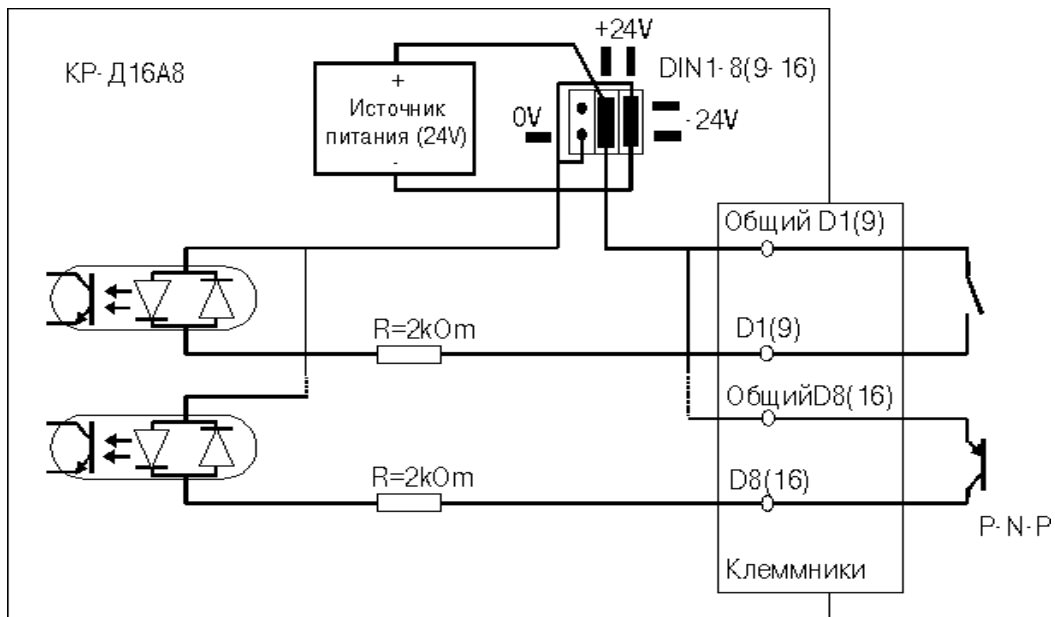 +24V
КР- Д16А8
DIN1- 8(9- 16)
+
Источник
питания (24V)
-
0V
- 24V
Общий D1(9)
R=2kOm
D1(9)
ОбщийD8(16)
R=2kOm
D8(16)
P- N- P
Клеммники